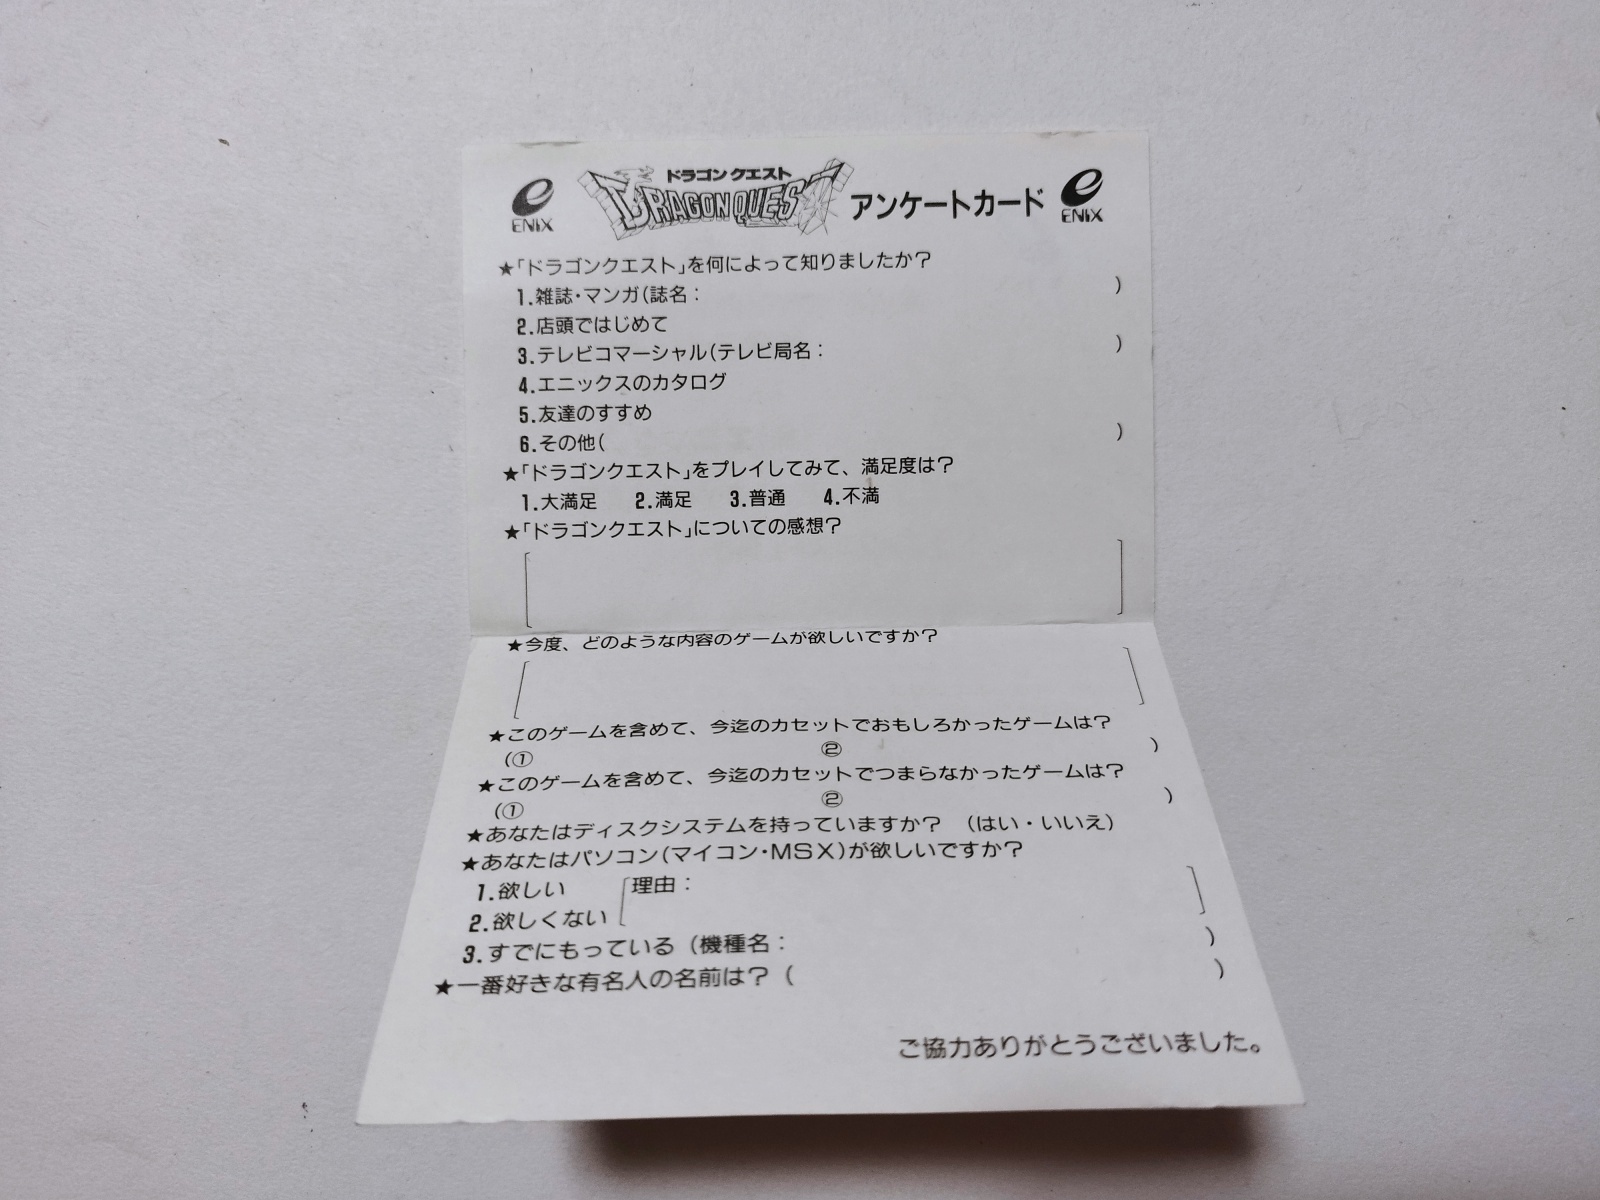 ENIX
ドラゴンクエスト
DRAGON QUEST
アンケートカード
ENIX
★「ドラゴンクエスト」を何によって知りましたか?
1.雑誌・マンガ(誌名: )
2.店頭ではじめて
3.テレビコマーシャル(テレビ局名: )
4.エニックスのカタログ
5.友達のすすめ
6.その他( )
★「ドラゴンクエスト」をプレイしてみて、満足度は?
1.大満足 2.満足 3.普通 4.不満
★「ドラゴンクエスト」についての感想?
★今度、どのような内容のゲームが欲しいですか?
★このゲームを含めて、今迄のカセットでおもしろかったゲームは?
(① ② )
★このゲームを含めて、今迄のカセットでつまらなかったゲームは?
(① ② )
★あなたはディスクシステムを持っていますか? (はい・いいえ)
★あなたはパソコン(マイコン・MSX)が欲しいですか?
1.欲しい [理由: ]
2.欲しくない
3.すでにもっている (機種名: )
★一番好きな有名人の名前は? ( )
ご協力ありがとうございました。